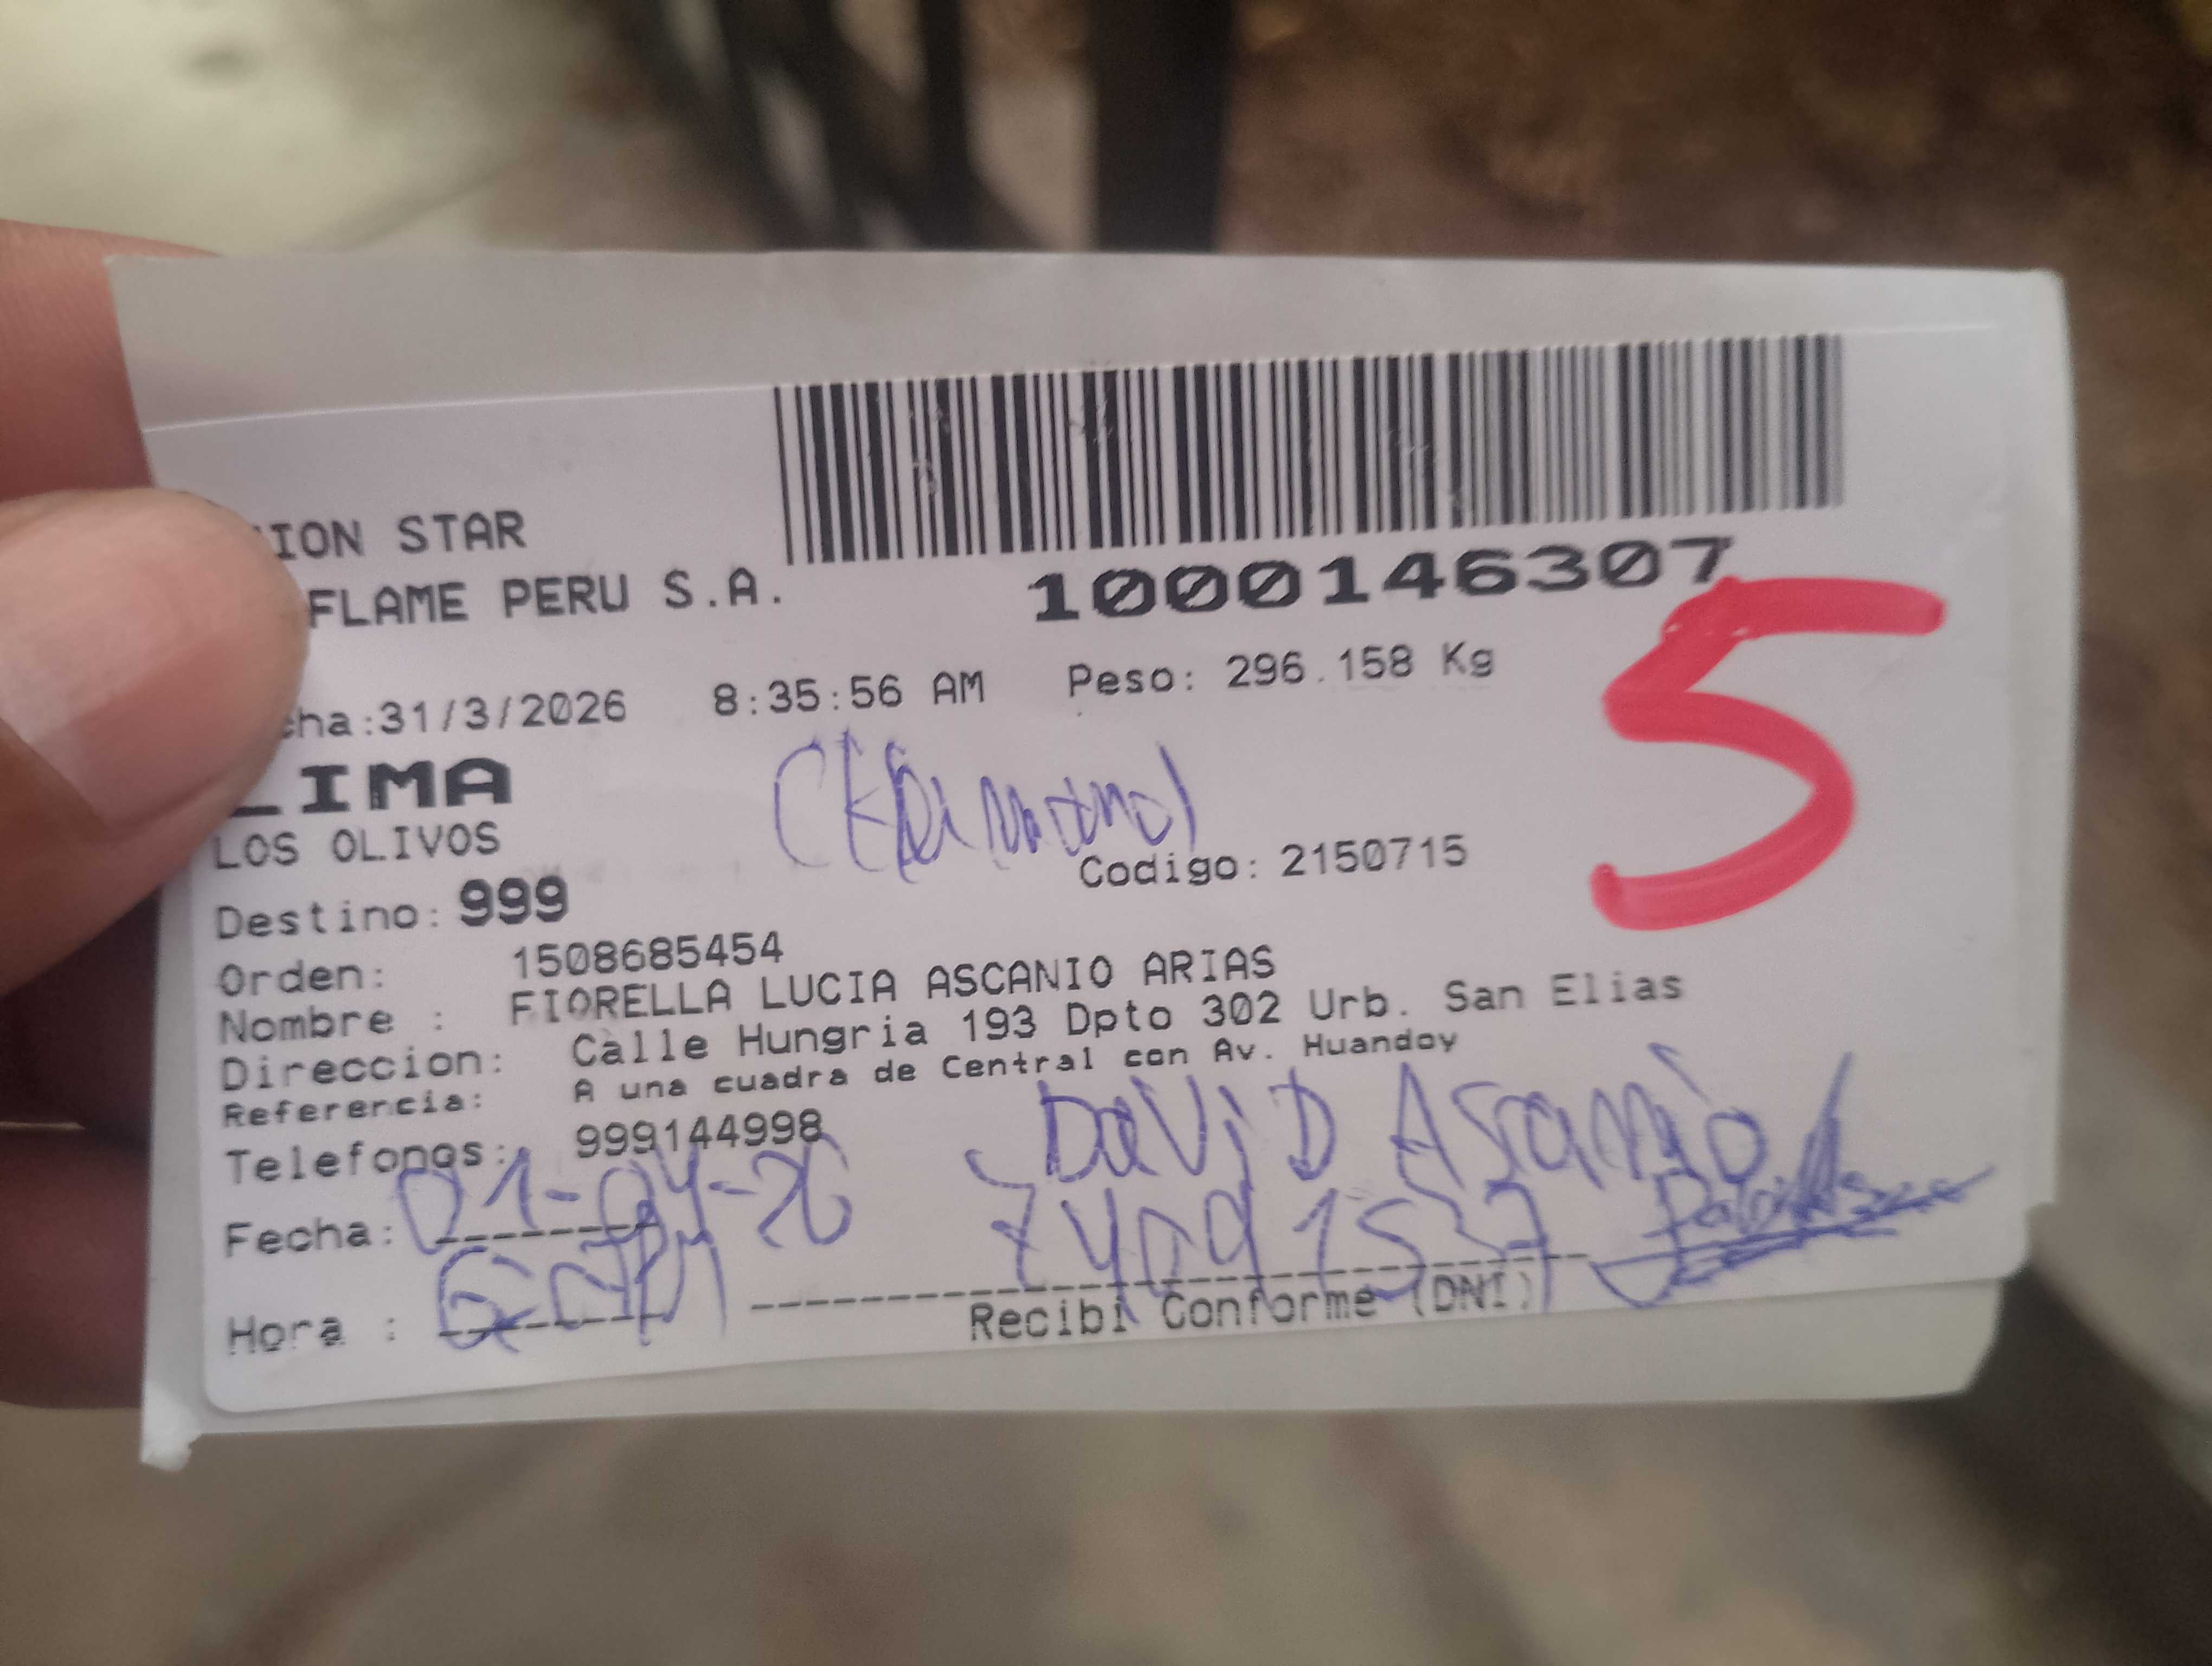 ION STAR
FLAME PERU S.A.
1000146307
5
ha:31/3/2026 8:35:56 AM Peso: 296.158 Kg
LIMA
LOS OLIVOS
Codigo: 2150715
Destino: 999
Orden: 1508685454
Nombre : FIORELLA LUCIA ASCANIO ARIAS
Direccion: Calle Hungria 193 Dpto 302 Urb. San Elias
Referencia: A una cuadra de Central con Av. Huandoy
Telefonos: 999144998
DaViD Ascanio
Fecha: 01-04-26
Hora :
Recibi Conforme (DNI)